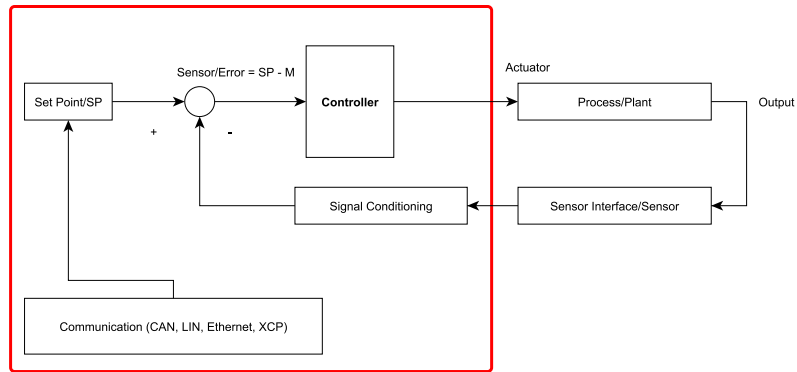 Sensor/Error = SP - M
Actuator
Set Point/SP
Controller
Process/Plant
Output
+
-
Signal Conditioning
Sensor Interface/Sensor
Communication (CAN, LIN, Ethernet, XCP)